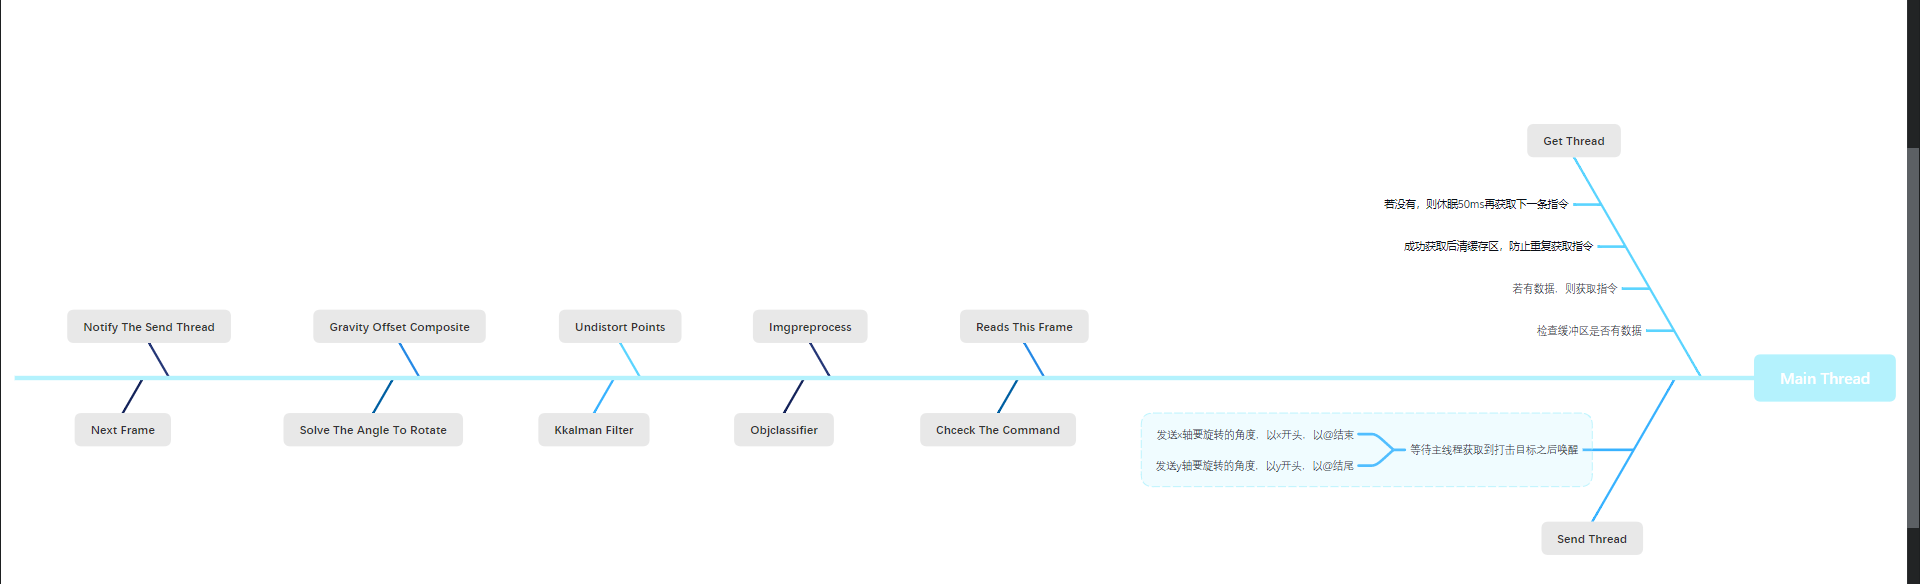 Get Thread
若没有，则休眠50ms再获取下一条指令
成功获取后清缓存区，防止重复获取指令
若有数据，则获取指令
检查缓冲区是否有数据
Notify The Send Thread
Gravity Offset Composite
Undistort Points
Imgpreprocess
Reads This Frame
Main Thread
Next Frame
Solve The Angle To Rotate
Kkalman Filter
Objclassifier
Chceck The Command
发送x轴要旋转的角度，以x开头，以@结束
等待主线程获取到打击目标之后唤醒
发送y轴要旋转的角度，以y开头，以@结尾
Send Thread